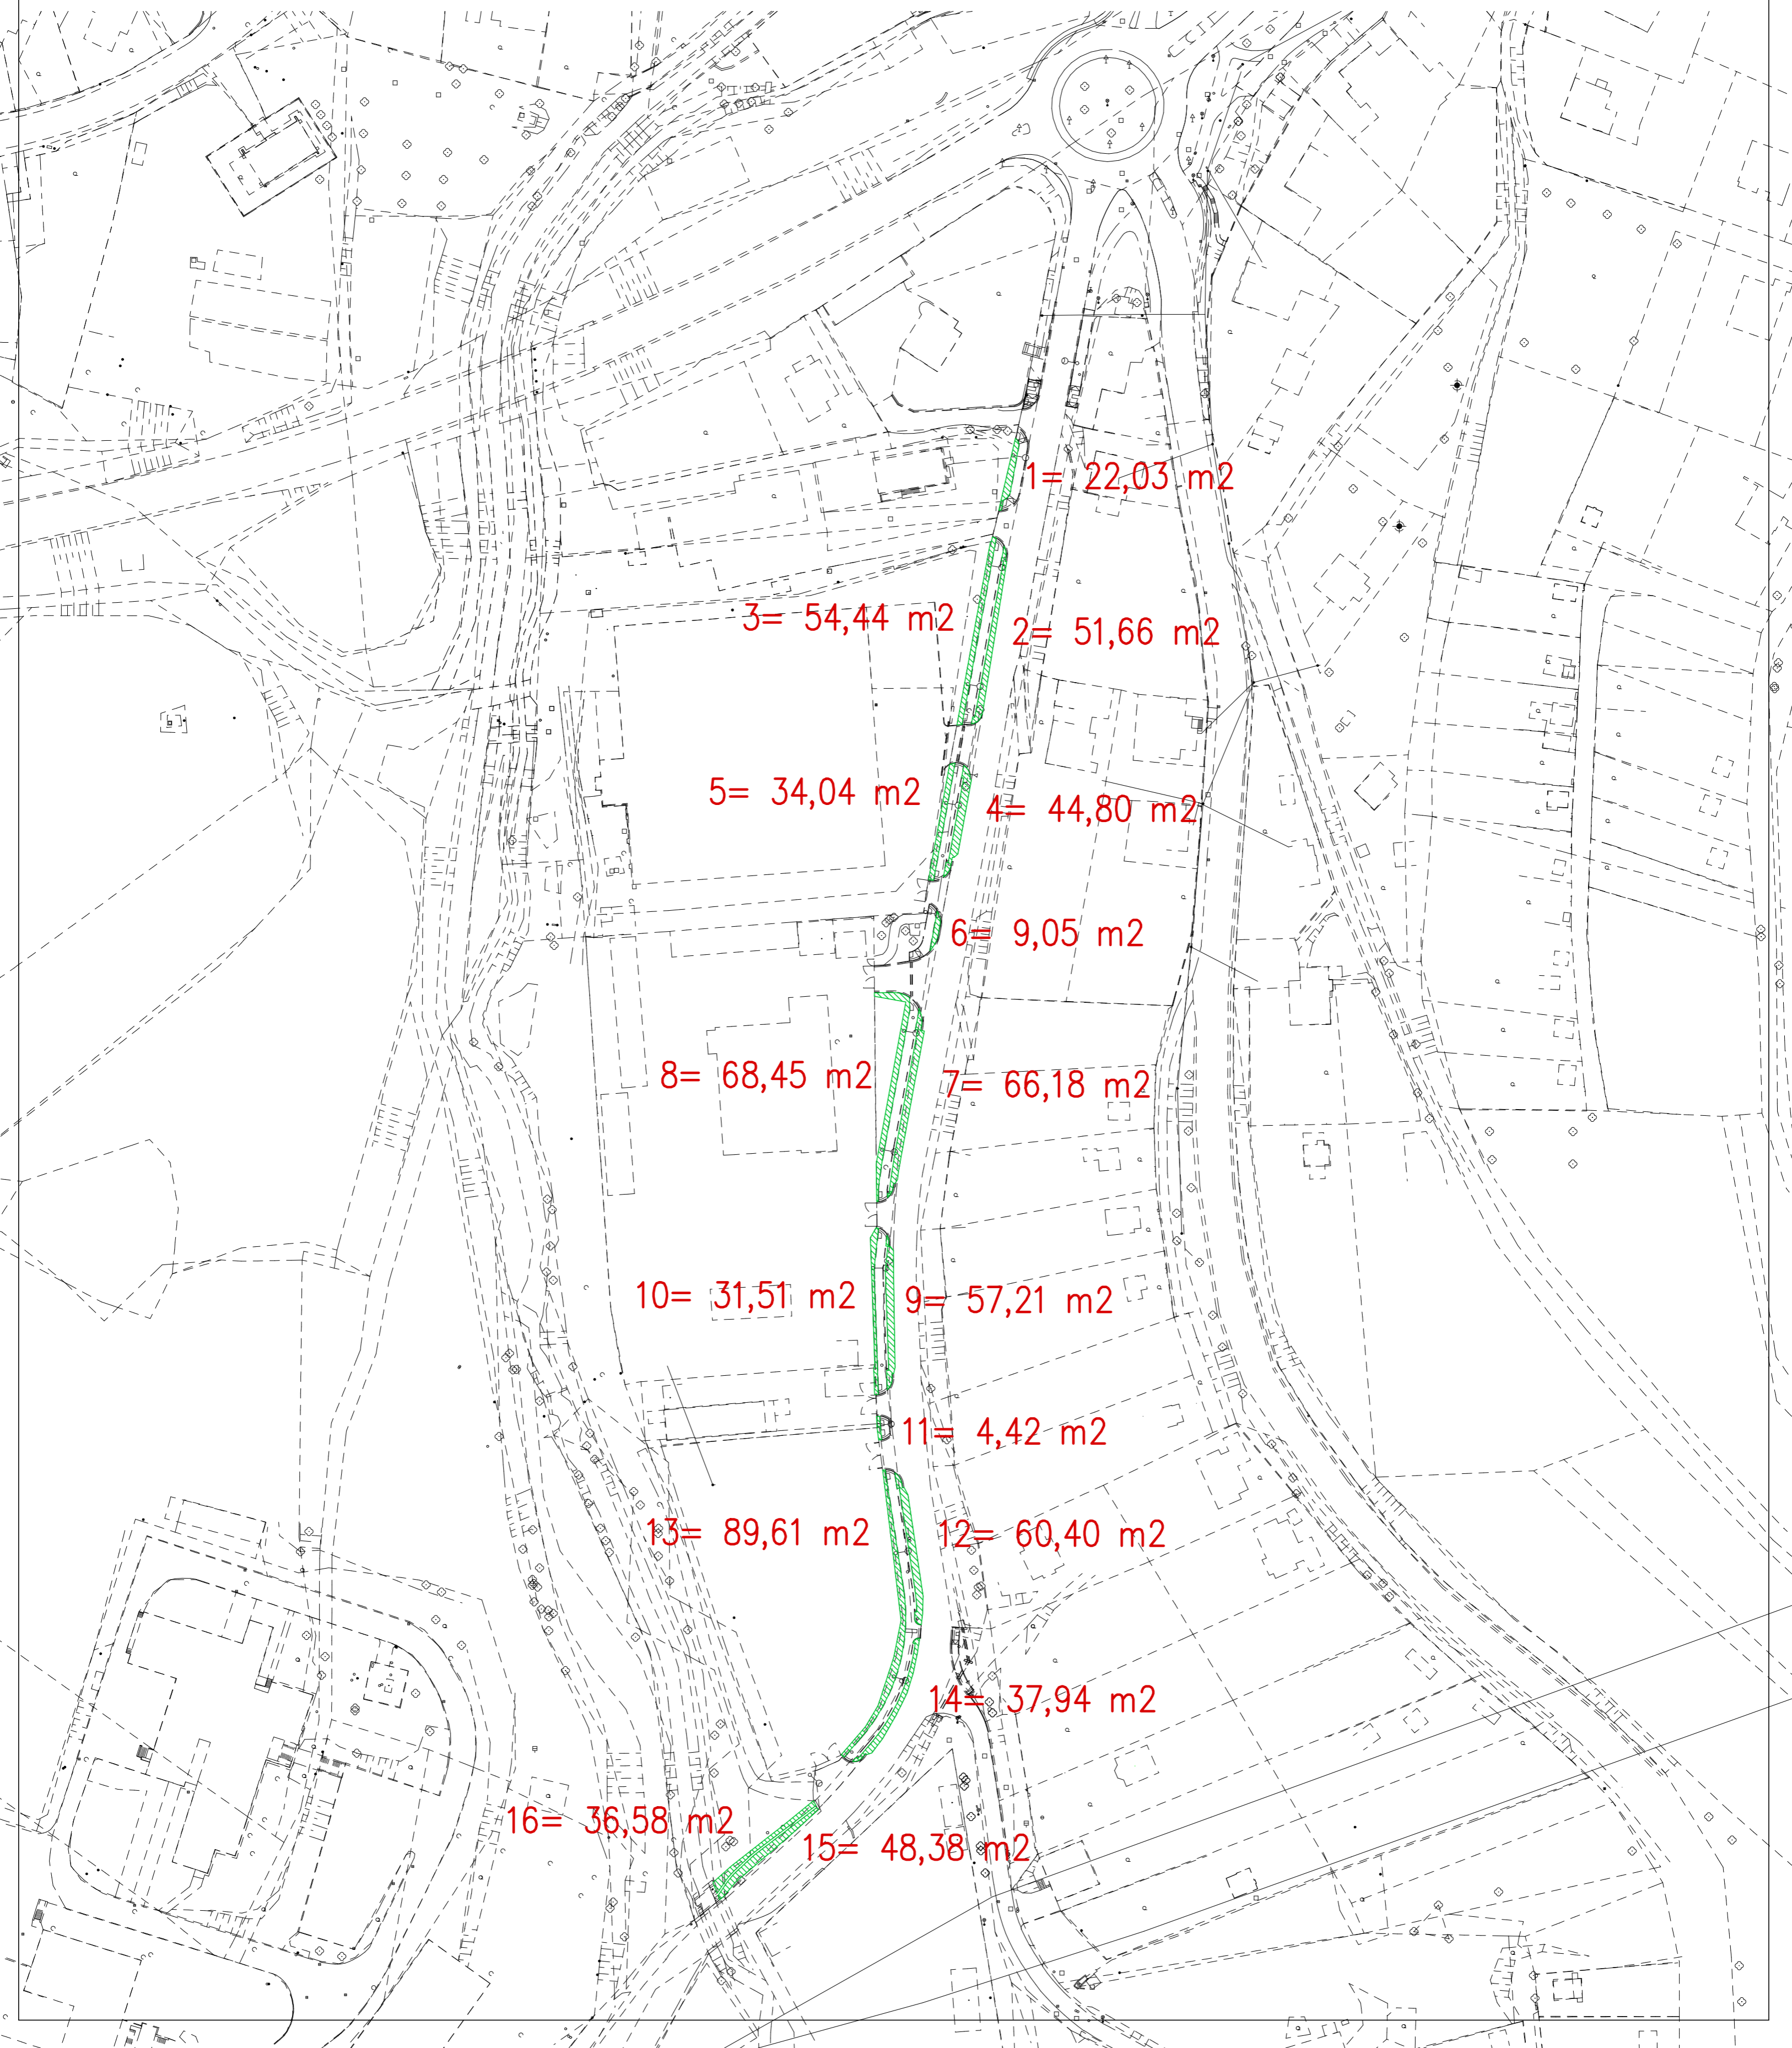 1= 22,03 m2
3= 54,44 m2
2= 51,66 m2
5= 34,04 m2
4= 44,80 m2
6= 9,05 m2
8= 68,45 m2
7= 66,18 m2
10= 31,51 m2
9= 57,21 m2
11= 4,42 m2
13= 89,61 m2
12= 60,40 m2
14= 37,94 m2
16= 36,58 m2
15= 48,38 m2